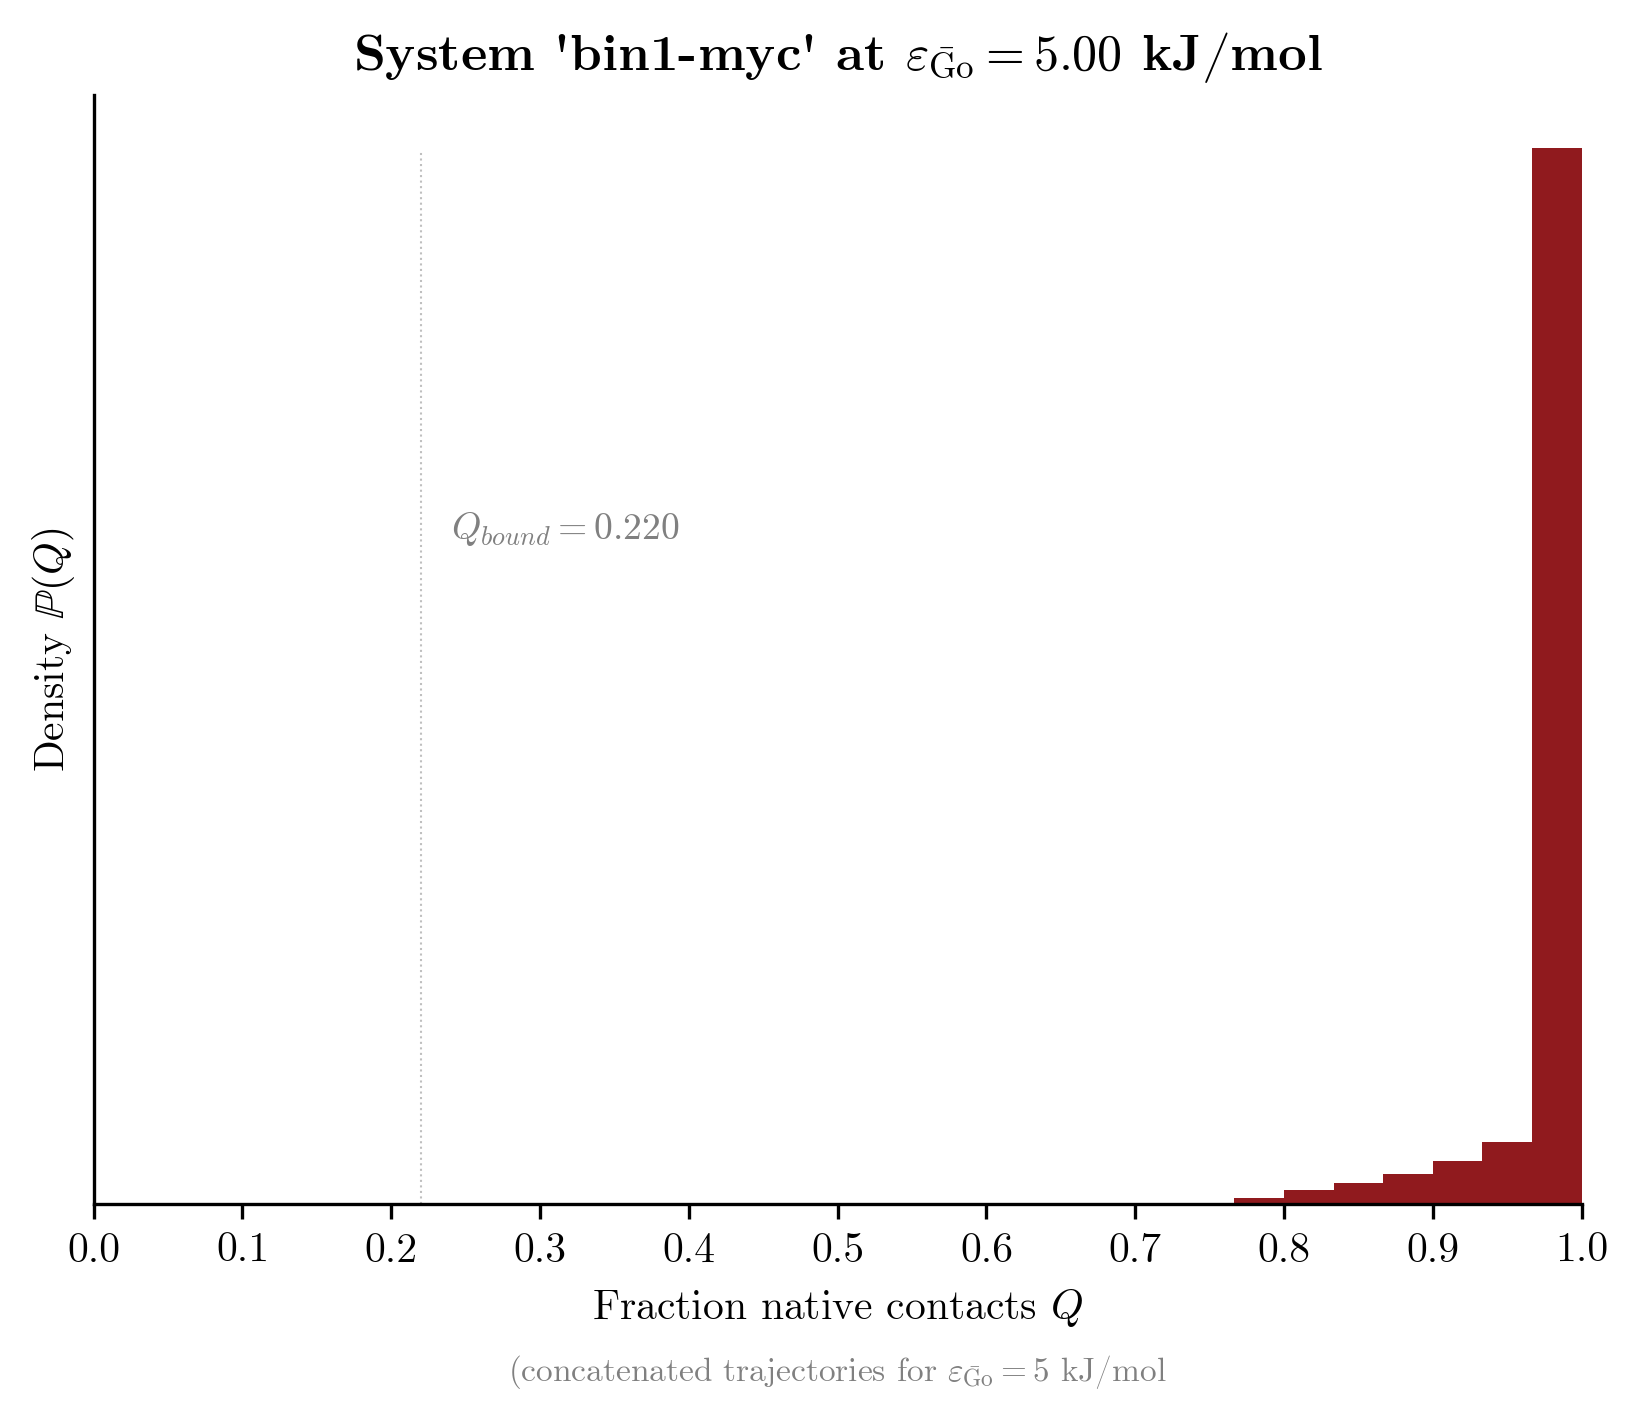 System 'bin1-myc' at ε_Ḡo = 5.00 kJ/mol
Density ℙ(Q)
Q_bound = 0.220
0.0 0.1 0.2 0.3 0.4 0.5 0.6 0.7 0.8 0.9 1.0
Fraction native contacts Q
(concatenated trajectories for ε_Ḡo = 5 kJ/mol